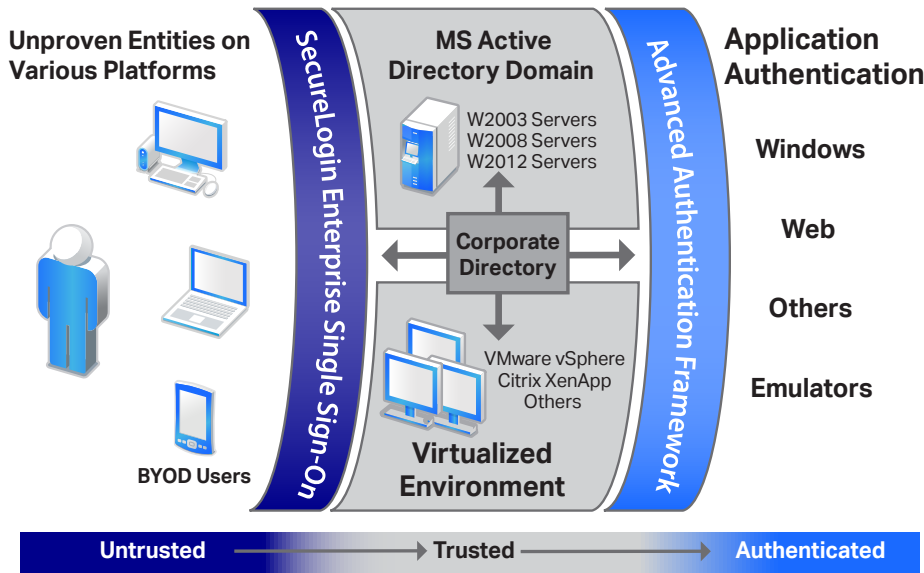 Unproven Entities on
Various Platforms
BYOD Users
SecureLogin Enterprise Single Sign-On
MS Active
Directory Domain
W2003 Servers
W2008 Servers
W2012 Servers
Corporate
Directory
VMware vSphere
Citrix XenApp
Others
Virtualized
Environment
Advanced Authentication Framework
Application
Authentication
Windows
Web
Others
Emulators
Untrusted
Trusted
Authenticated